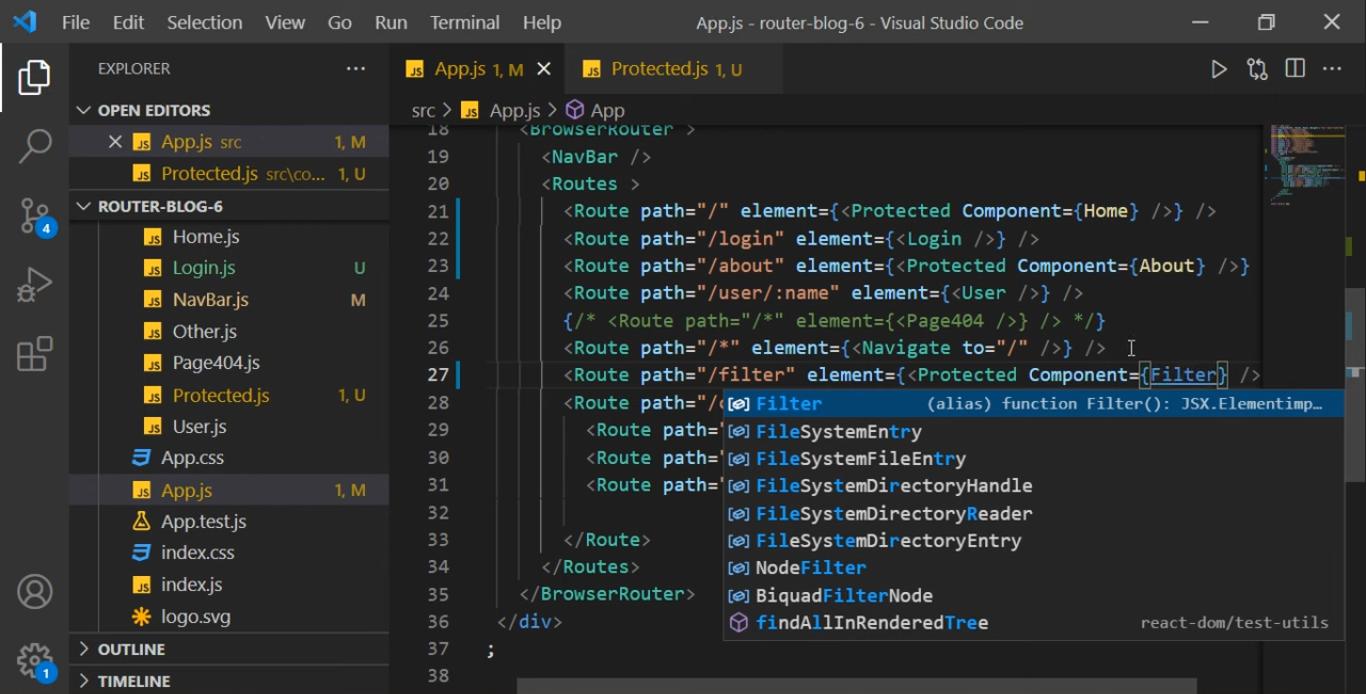 File Edit Selection View Go Run Terminal Help App.js - router-blog-6 - Visual Studio Code
EXPLORER
OPEN EDITORS
App.js src 1, M
Protected.js src\co... 1, U
ROUTER-BLOG-6
Home.js
Login.js U
NavBar.js M
Other.js
Page404.js
Protected.js 1, U
User.js
App.css
App.js 1, M
App.test.js
index.css
index.js
logo.svg
OUTLINE
TIMELINE
4
1
App.js 1, M Protected.js 1, U
src > App.js > App
18 <BrowserRouter >
19 <NavBar />
20 <Routes >
21 <Route path="/" element={<Protected Component={Home} />} />
22 <Route path="/login" element={<Login />} />
23 <Route path="/about" element={<Protected Component={About} />}
24 <Route path="/user/:name" element={<User />} />
25 {/* <Route path="/*" element={<Page404 />} /> */}
26 <Route path="/*" element={<Navigate to="/" />} />
27 <Route path="/filter" element={<Protected Component={Filter} />
28 <Route path="/
29 <Route path=
30 <Route path=
31 <Route path=
32
33 </Route>
34 </Routes>
35 </BrowserRouter>
36 </div>
37 ;
38
Filter (alias) function Filter(): JSX.Elementimp…
FileSystemEntry
FileSystemFileEntry
FileSystemDirectoryHandle
FileSystemDirectoryReader
FileSystemDirectoryEntry
NodeFilter
BiquadFilterNode
findAllInRenderedTree react-dom/test-utils